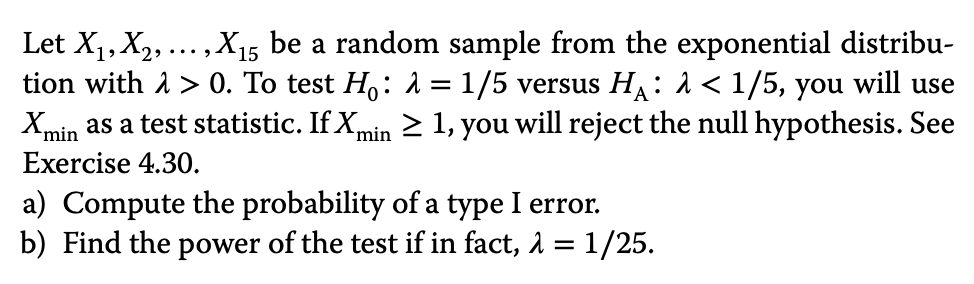 Let X₁, X₂, … , X₁₅ be a random sample from the exponential distribu-
tion with λ > 0. To test H₀: λ = 1/5 versus H_A: λ < 1/5, you will use
X_min as a test statistic. If X_min ≥ 1, you will reject the null hypothesis. See
Exercise 4.30.
a) Compute the probability of a type I error.
b) Find the power of the test if in fact, λ = 1/25.